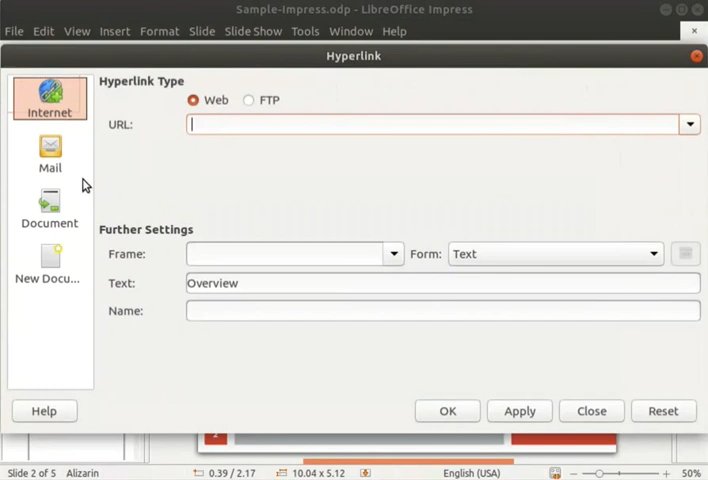 Sample-Impress.odp - LibreOffice Impress
File Edit View Insert Format Slide Slide Show Tools Window Help
Hyperlink
Hyperlink Type
Internet
Web FTP
URL:
Mail
Document
Further Settings
Frame: Form: Text
New Docu...
Text: Overview
Name:
Help OK Apply Close Reset
2
Slide 2 of 5 Alizarin 0.39 / 2.17 10.04 x 5.12 English (USA) 50%